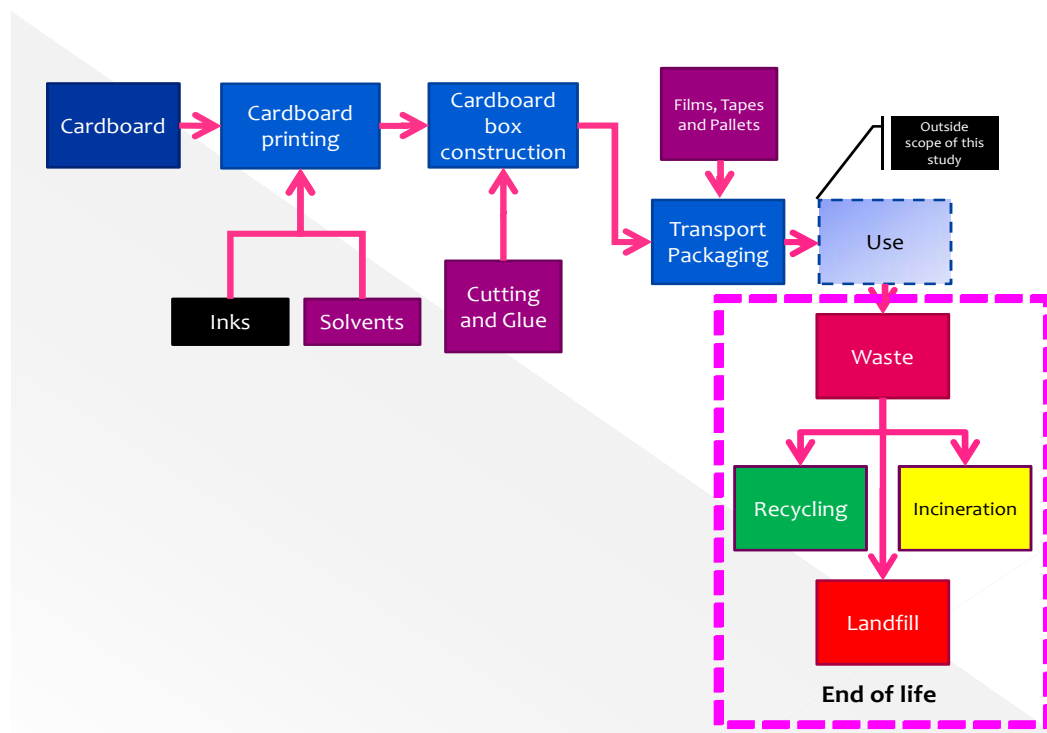 Cardboard
Cardboard
printing
Cardboard
box
construction
Films, Tapes
and Pallets
Outside
scope of this
study
Transport
Packaging
Use
Inks
Solvents
Cutting
and Glue
Waste
Recycling
Incineration
Landfill
End of life